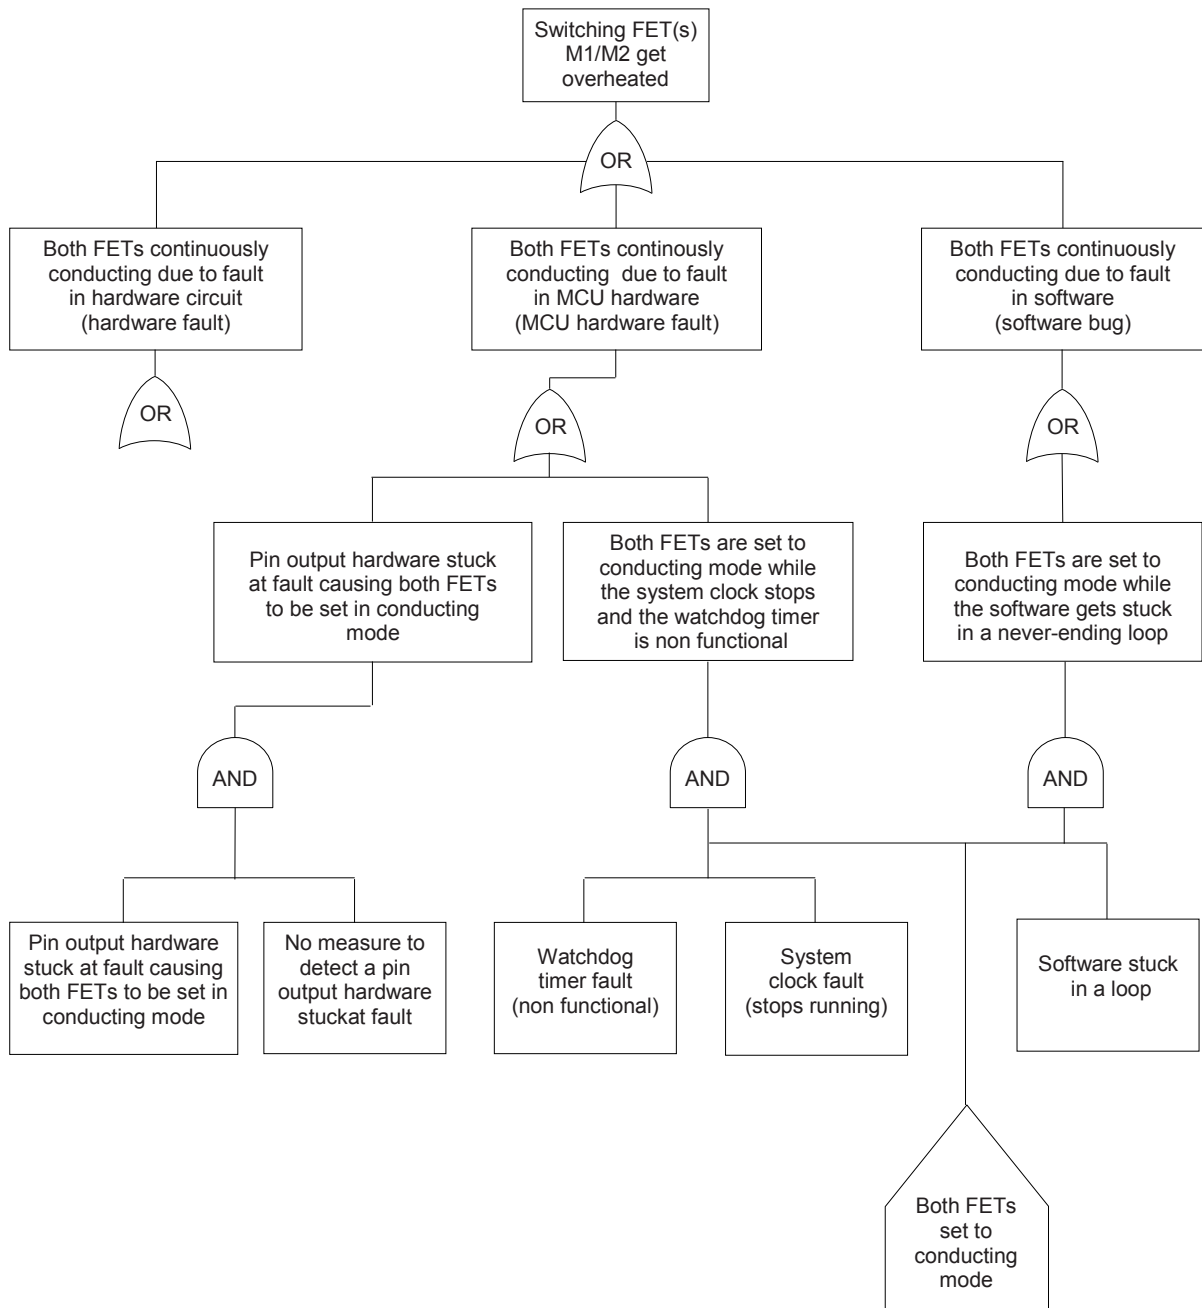 Switching FET(s)
M1/M2 get
overheated
OR
Both FETs continuously
conducting due to fault
in hardware circuit
(hardware fault)
Both FETs continously
conducting due to fault
in MCU hardware
(MCU hardware fault)
Both FETs continuously
conducting due to fault
in software
(software bug)
OR
OR
OR
Pin output hardware stuck
at fault causing both FETs
to be set in conducting
mode
Both FETs are set to
conducting mode while
the system clock stops
and the watchdog timer
is non functional
Both FETs are set to
conducting mode while
the software gets stuck
in a never-ending loop
AND
AND
AND
Pin output hardware
stuck at fault causing
both FETs to be set in
conducting mode
No measure to
detect a pin
output hardware
stuckat fault
Watchdog
timer fault
(non functional)
System
clock fault
(stops running)
Software stuck
in a loop
Both FETs
set to
conducting
mode